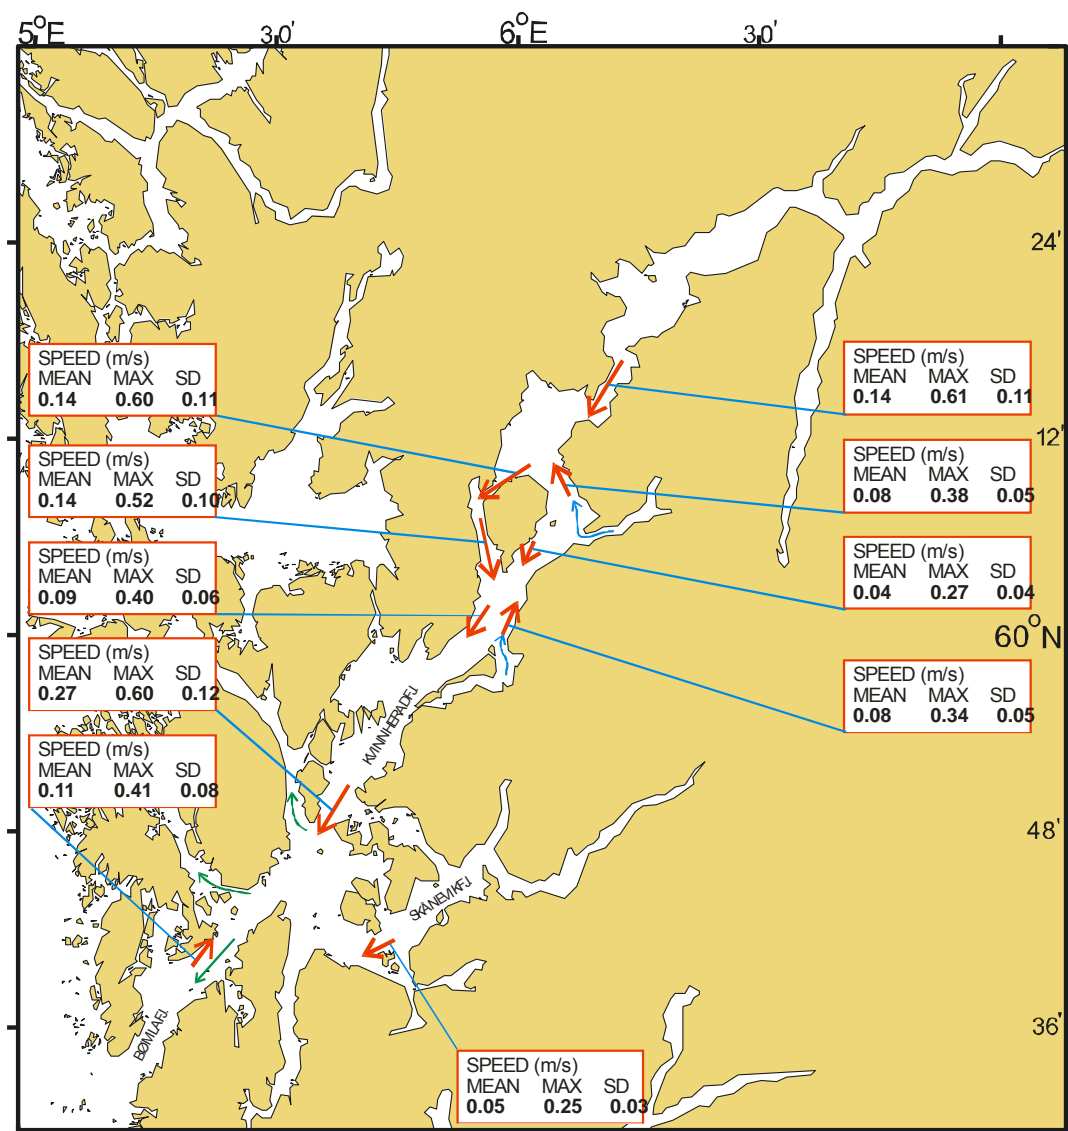 5°E 30' 6°E 30'
24'
SPEED (m/s)
MEAN MAX SD
0.14 0.60 0.11
SPEED (m/s)
MEAN MAX SD
0.14 0.61 0.11
12'
SPEED (m/s)
MEAN MAX SD
0.14 0.52 0.10
SPEED (m/s)
MEAN MAX SD
0.08 0.38 0.05
SPEED (m/s)
MEAN MAX SD
0.09 0.40 0.06
SPEED (m/s)
MEAN MAX SD
0.04 0.27 0.04
60°N
SPEED (m/s)
MEAN MAX SD
0.27 0.60 0.12
SPEED (m/s)
MEAN MAX SD
0.08 0.34 0.05
KVINNHERADFJ.
SPEED (m/s)
MEAN MAX SD
0.11 0.41 0.08
48'
SKÅNEVIKFJ.
BØMLAFJ.
36'
SPEED (m/s)
MEAN MAX SD
0.05 0.25 0.03